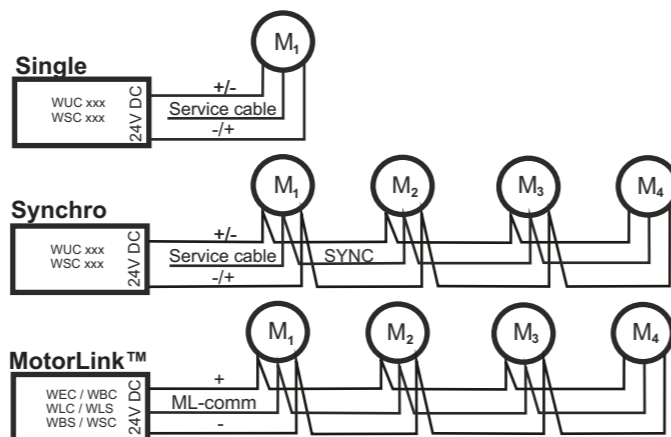 M1
Single
+/-
WUC xxx
WSC xxx
24V DC
Service cable
-/+
M1 M2 M3 M4
Synchro
+/-
WUC xxx
WSC xxx
24V DC
Service cable
SYNC
-/+
M1 M2 M3 M4
MotorLink™
+
WEC / WBC
WLC / WLS
WBS / WSC
24V DC
ML-comm
-